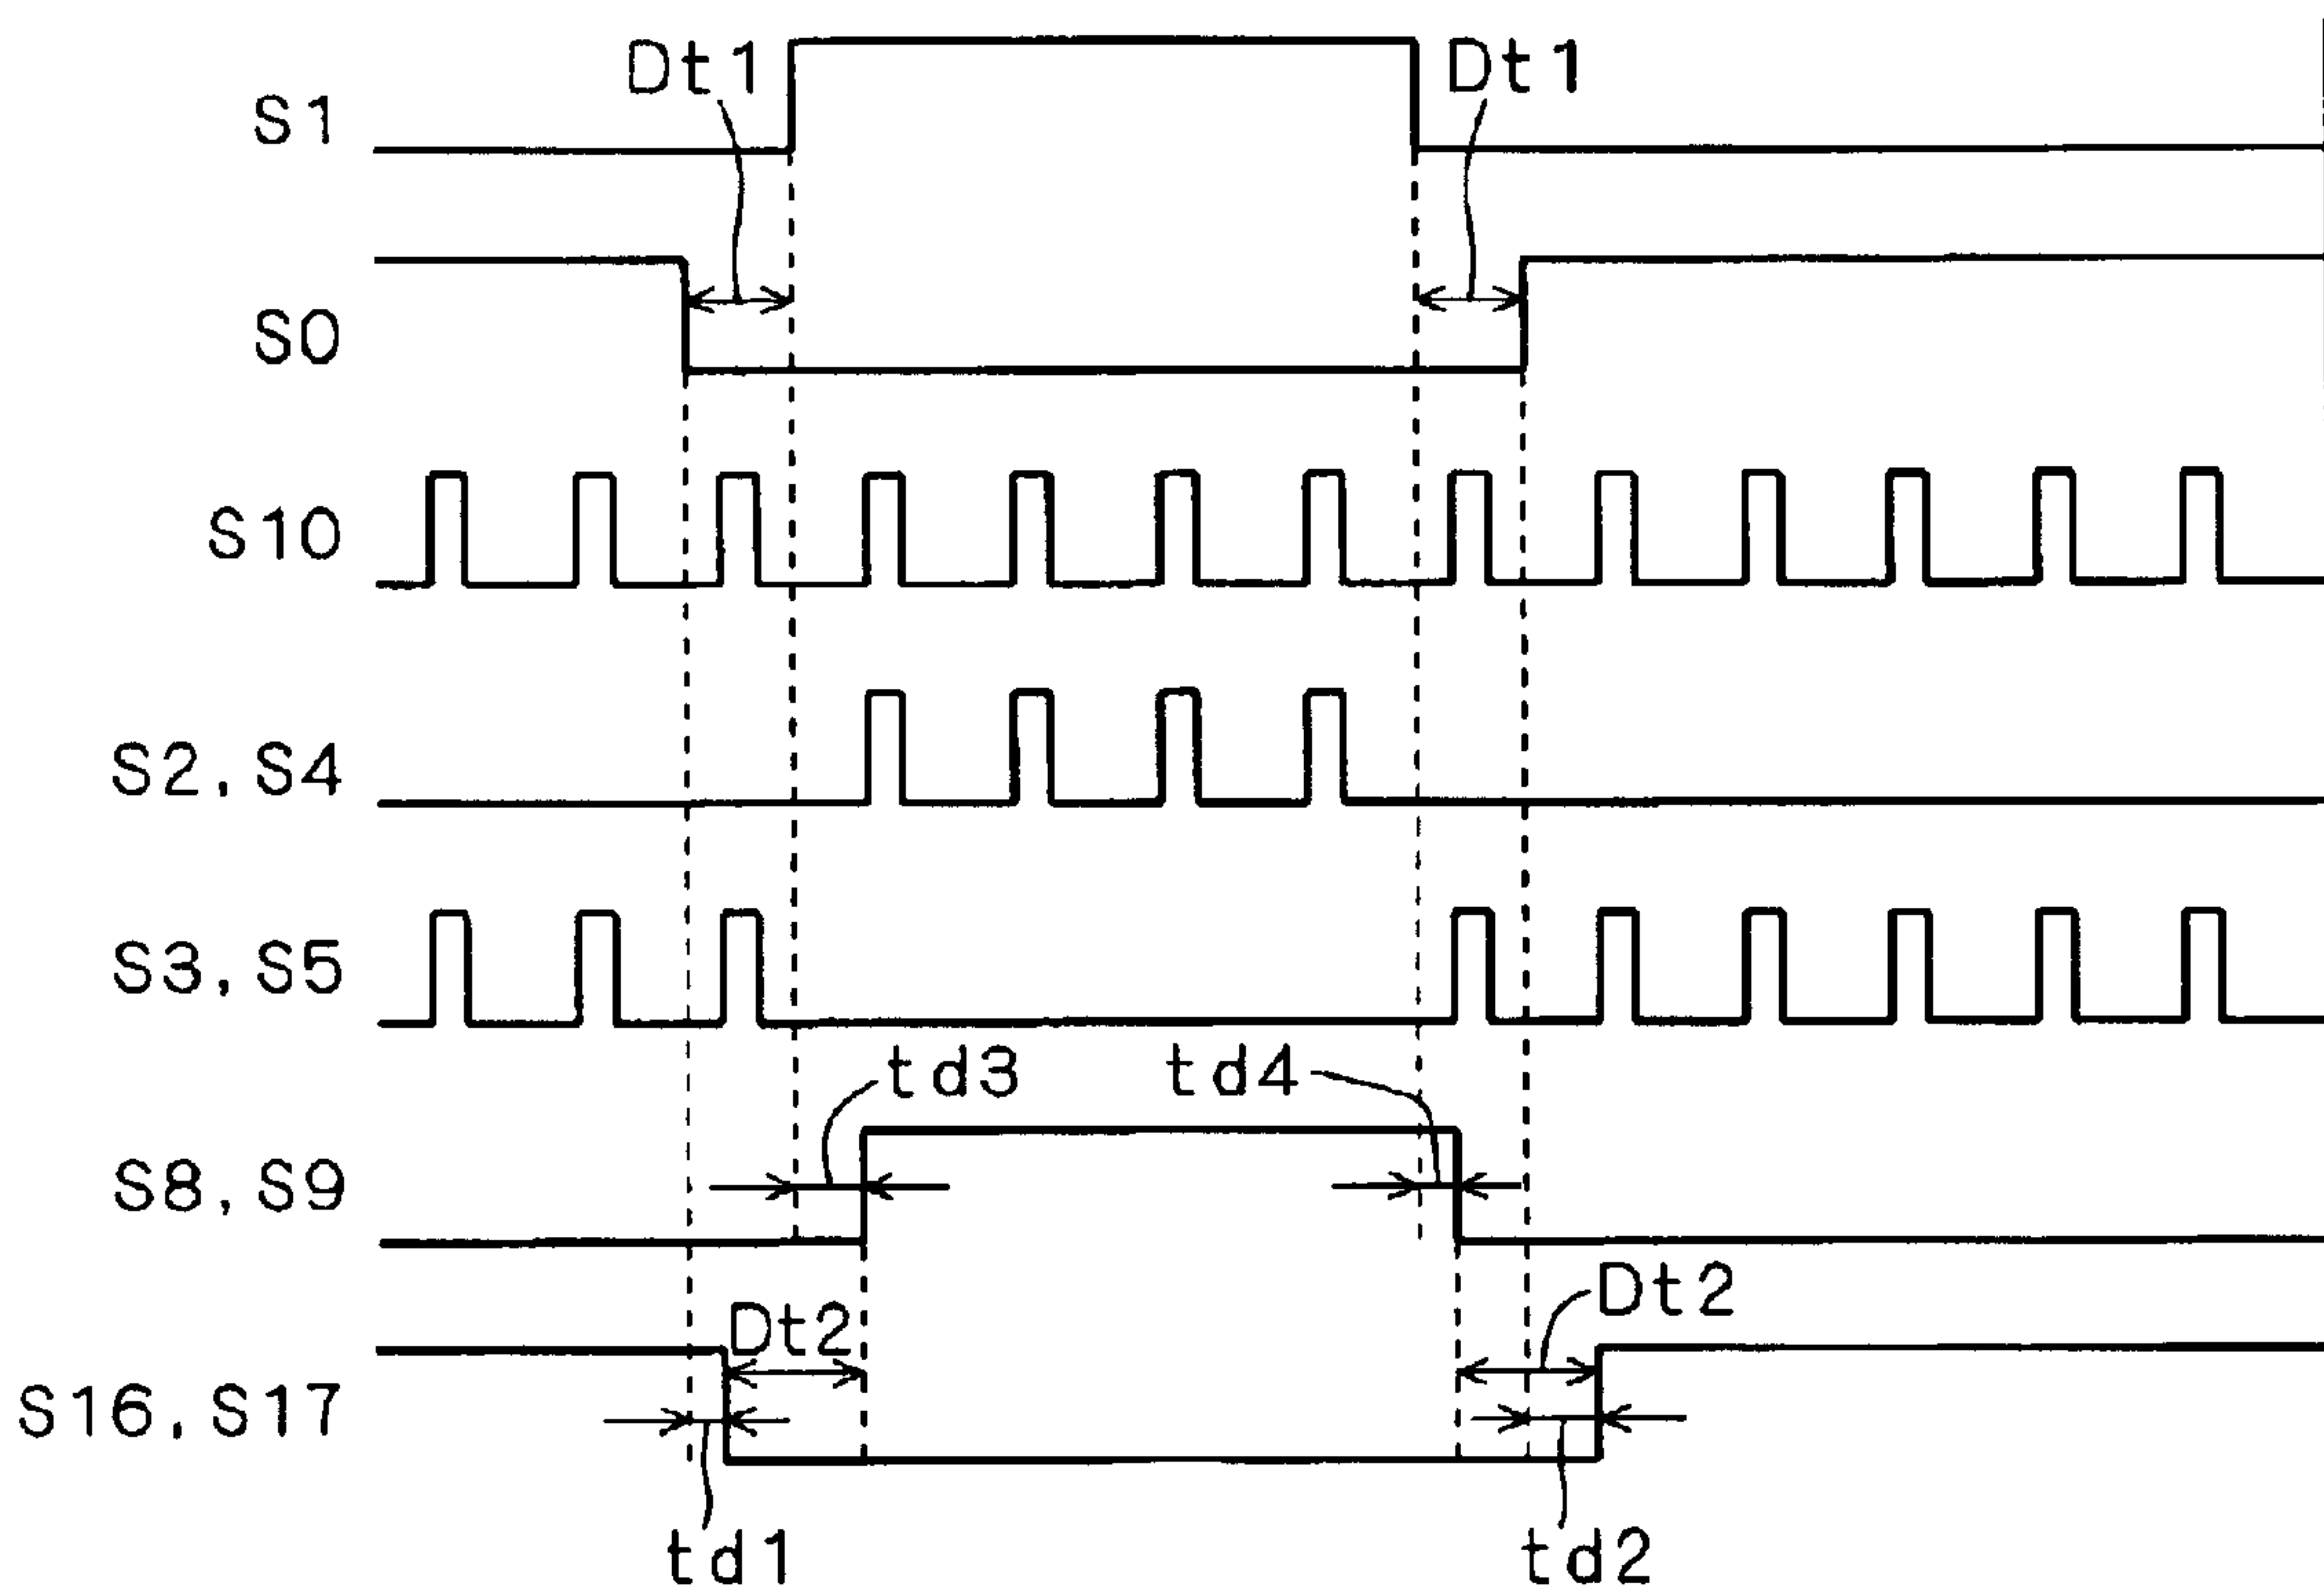 Dt1 Dt1
S1
S0
S10
S2,S4
S3,S5
td3 td4
S8,S9
Dt2
Dt2
S16,S17
td1 td2